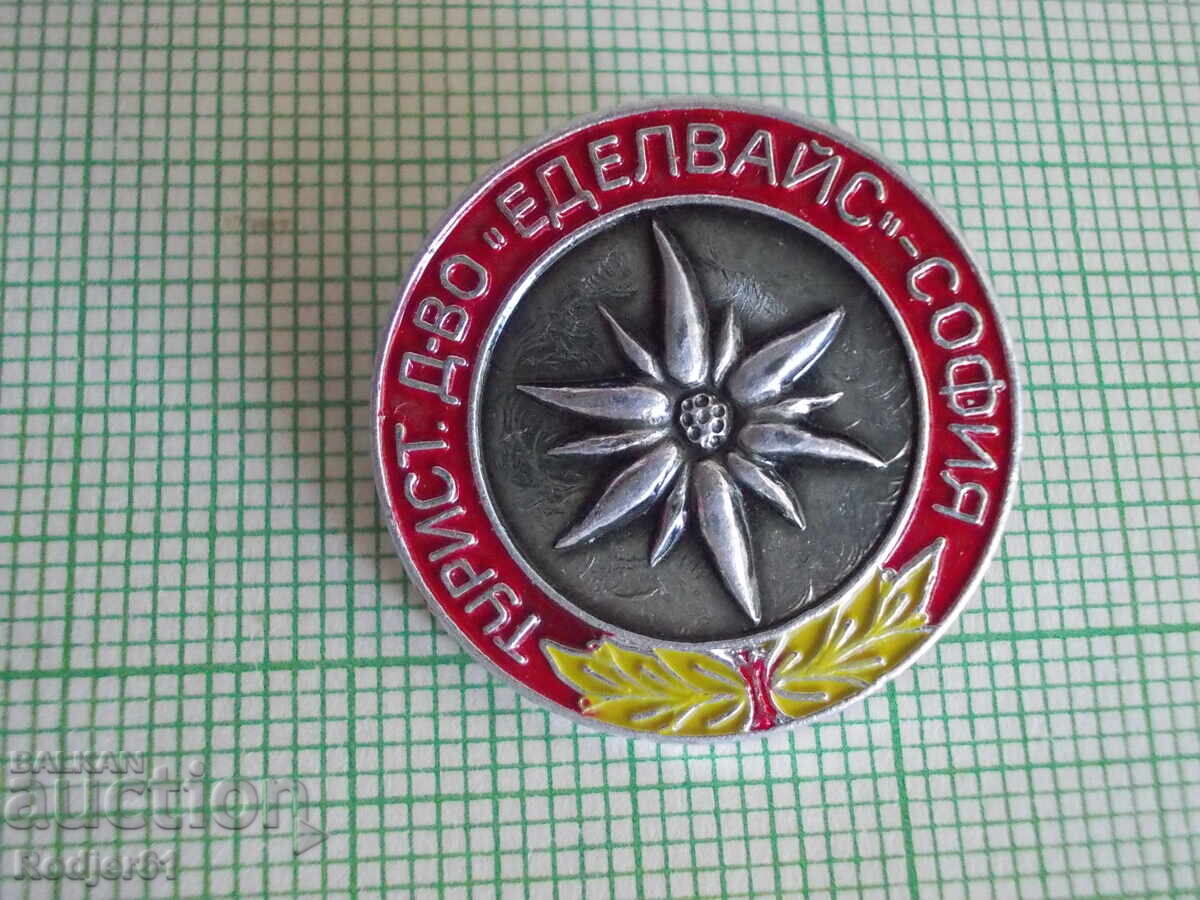 ТУРИСТ. Д-ВО "ЕДЕЛВАЙС"-СОФИЯ
BALKAN
auction
Rodjer61